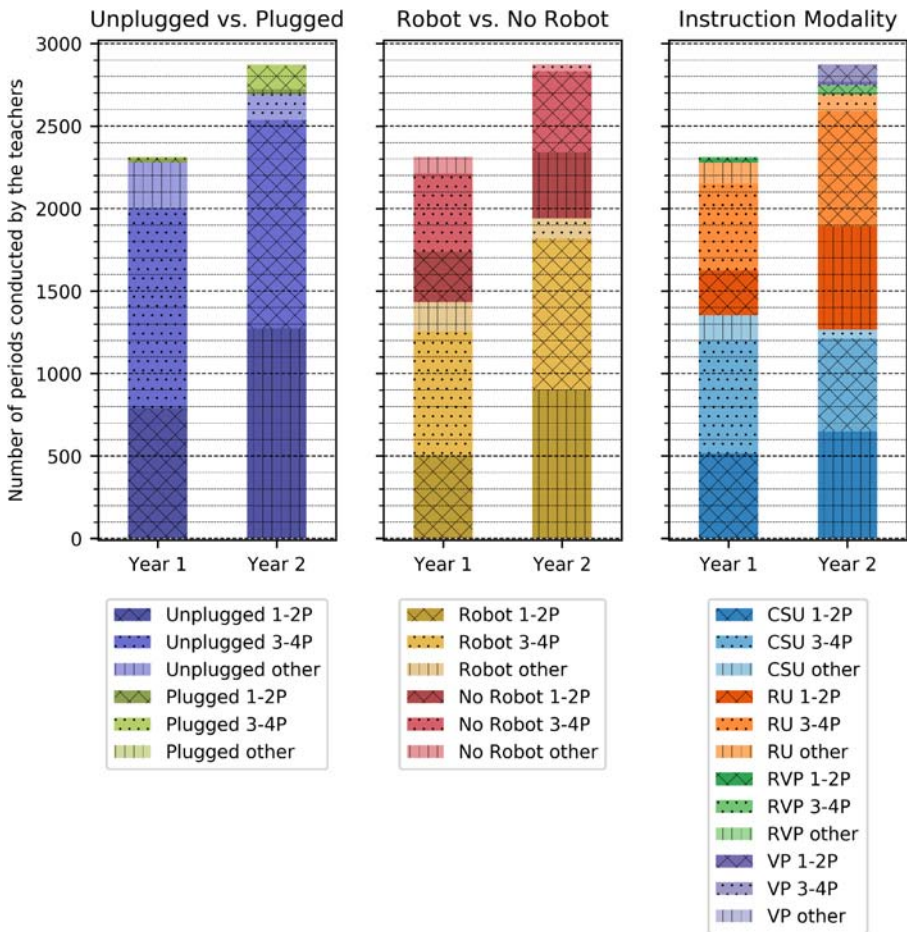 Unplugged vs. Plugged
Robot vs. No Robot
Instruction Modality
Number of periods conducted by the teachers
3000
2500
2000
1500
1000
500
0
Year 1 Year 2
Year 1 Year 2
Year 1 Year 2
Unplugged 1-2P
Unplugged 3-4P
Unplugged other
Plugged 1-2P
Plugged 3-4P
Plugged other
Robot 1-2P
Robot 3-4P
Robot other
No Robot 1-2P
No Robot 3-4P
No Robot other
CSU 1-2P
CSU 3-4P
CSU other
RU 1-2P
RU 3-4P
RU other
RVP 1-2P
RVP 3-4P
RVP other
VP 1-2P
VP 3-4P
VP other